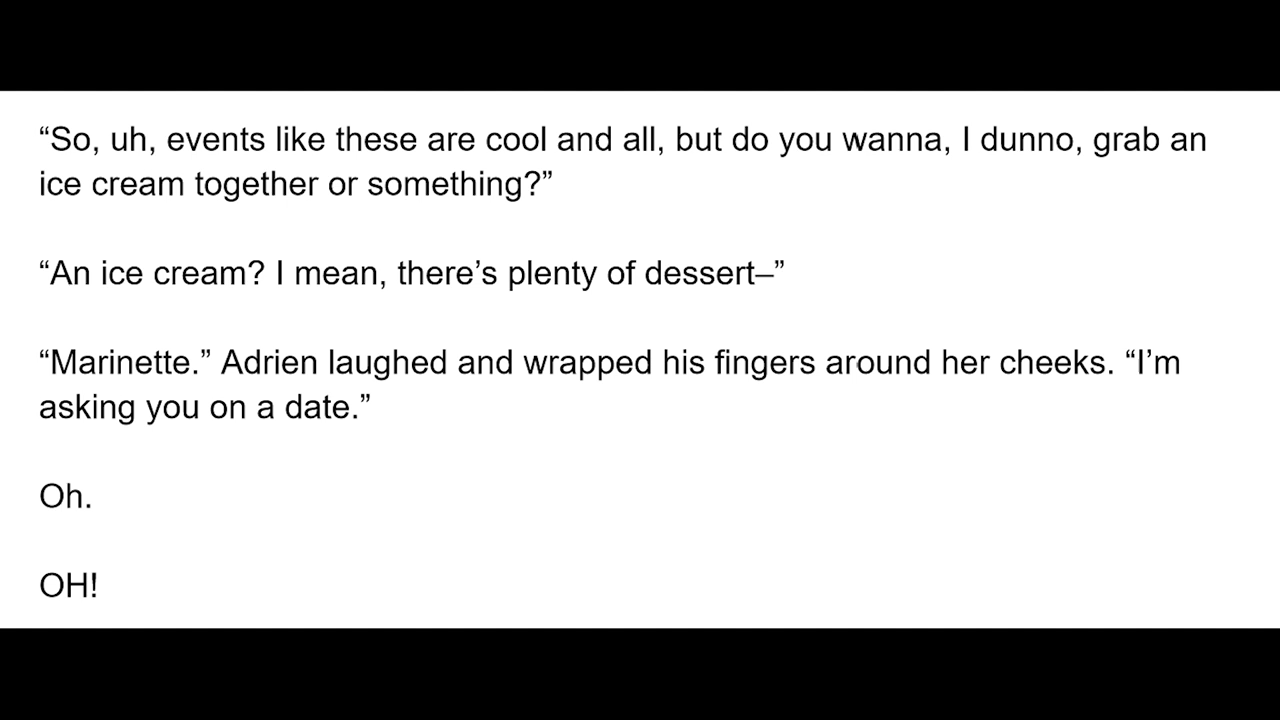 “So, uh, events like these are cool and all, but do you wanna, I dunno, grab an
ice cream together or something?”
“An ice cream? I mean, there’s plenty of dessert–”
“Marinette.” Adrien laughed and wrapped his fingers around her cheeks. “I’m
asking you on a date.”
Oh.
OH!